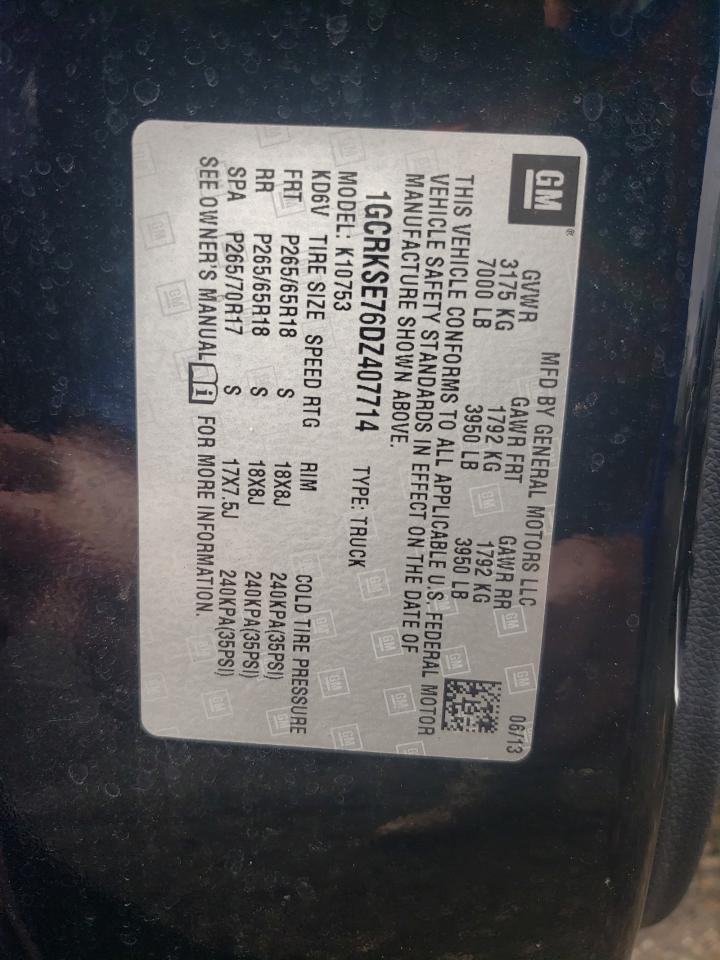 GM®
MFD BY GENERAL MOTORS LLC 06/13
GVWR GAWR FRT GAWR RR
3175 KG 1792 KG 1792 KG
7000 LB 3950 LB 3950 LB
THIS VEHICLE CONFORMS TO ALL APPLICABLE U.S. FEDERAL MOTOR
VEHICLE SAFETY STANDARDS IN EFFECT ON THE DATE OF
MANUFACTURE SHOWN ABOVE.
1GCRKSE76DZ407714 TYPE: TRUCK
MODEL: K10753
KD6V TIRE SIZE SPEED RTG RIM COLD TIRE PRESSURE
FRT P265/65R18 S 18X8J 240KPA(35PSI)
RR P265/65R18 S 18X8J 240KPA(35PSI)
SPA P265/70R17 S 17X7.5J 240KPA(35PSI)
SEE OWNER'S MANUAL i FOR MORE INFORMATION.